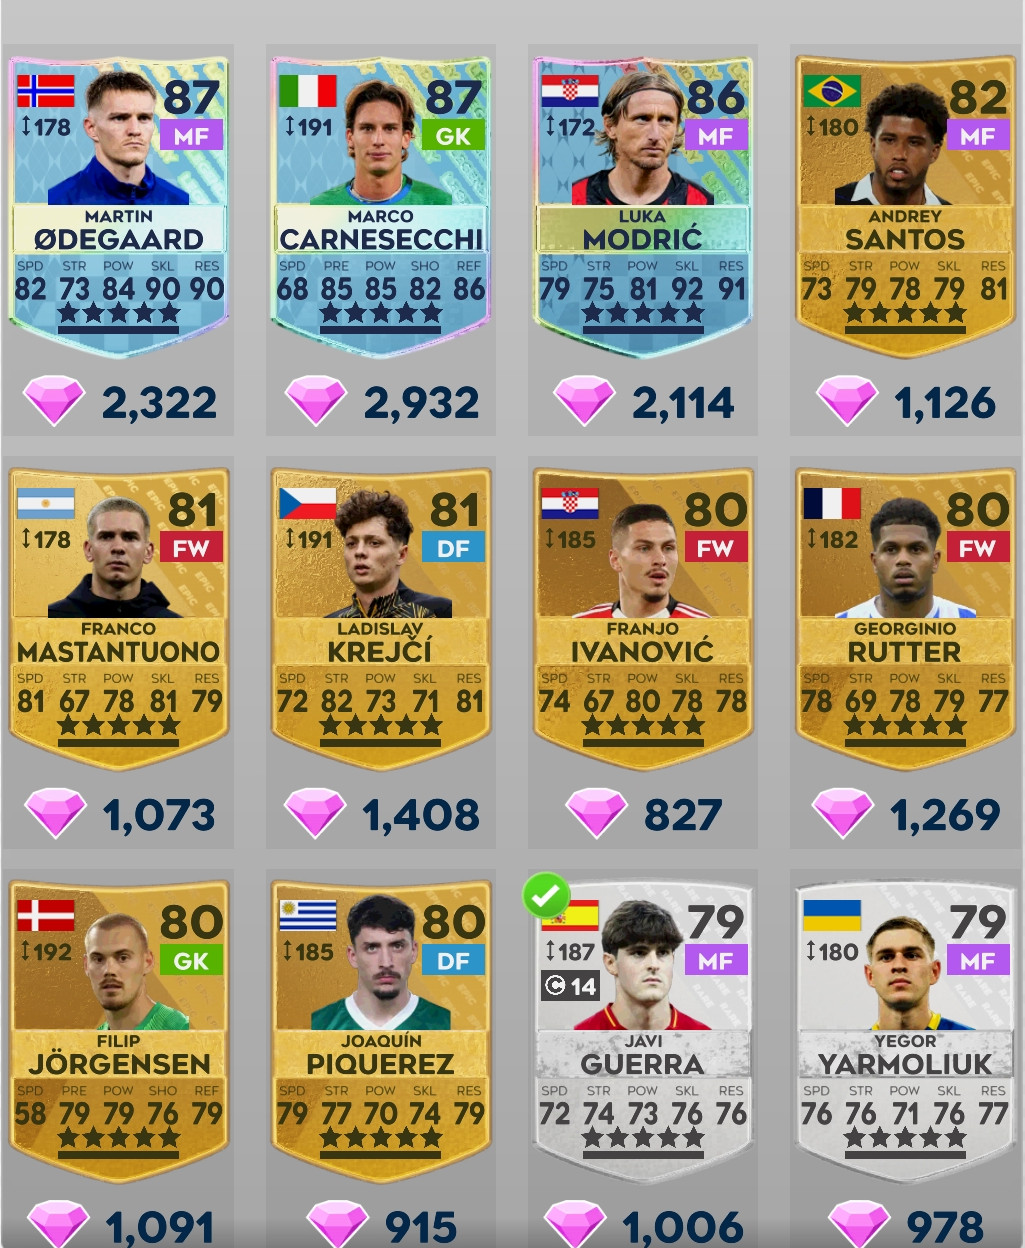 87
178
MF
MARTIN
ØDEGAARD
SPD STR POW SKL RES
82 73 84 90 90
2,322
87
191
GK
MARCO
CARNESECCHI
SPD PRE POW SHO REF
68 85 85 82 86
2,932
86
172
MF
LUKA
MODRIĆ
SPD STR POW SKL RES
79 75 81 92 91
2,114
82
180
MF
ANDREY
SANTOS
SPD STR POW SKL RES
73 79 78 79 81
1,126
81
178
FW
FRANCO
MASTANTUONO
SPD STR POW SKL RES
81 67 78 81 79
1,073
81
191
DF
LADISLAV
KREJČÍ
SPD STR POW SKL RES
72 82 73 71 81
1,408
80
185
FW
FRANJO
IVANOVIĆ
SPD STR POW SKL RES
74 67 80 78 78
827
80
182
FW
GEORGINIO
RUTTER
SPD STR POW SKL RES
78 69 78 79 77
1,269
80
192
GK
FILIP
JÖRGENSEN
SPD PRE POW SHO REF
58 79 79 76 79
1,091
80
185
DF
JOAQUÍN
PIQUEREZ
SPD STR POW SKL RES
79 77 70 74 79
915
79
187
MF
© 14
JAVI
GUERRA
SPD STR POW SKL RES
72 74 73 76 76
1,006
79
180
MF
YEGOR
YARMOLIUK
SPD STR POW SKL RES
76 76 71 76 77
978